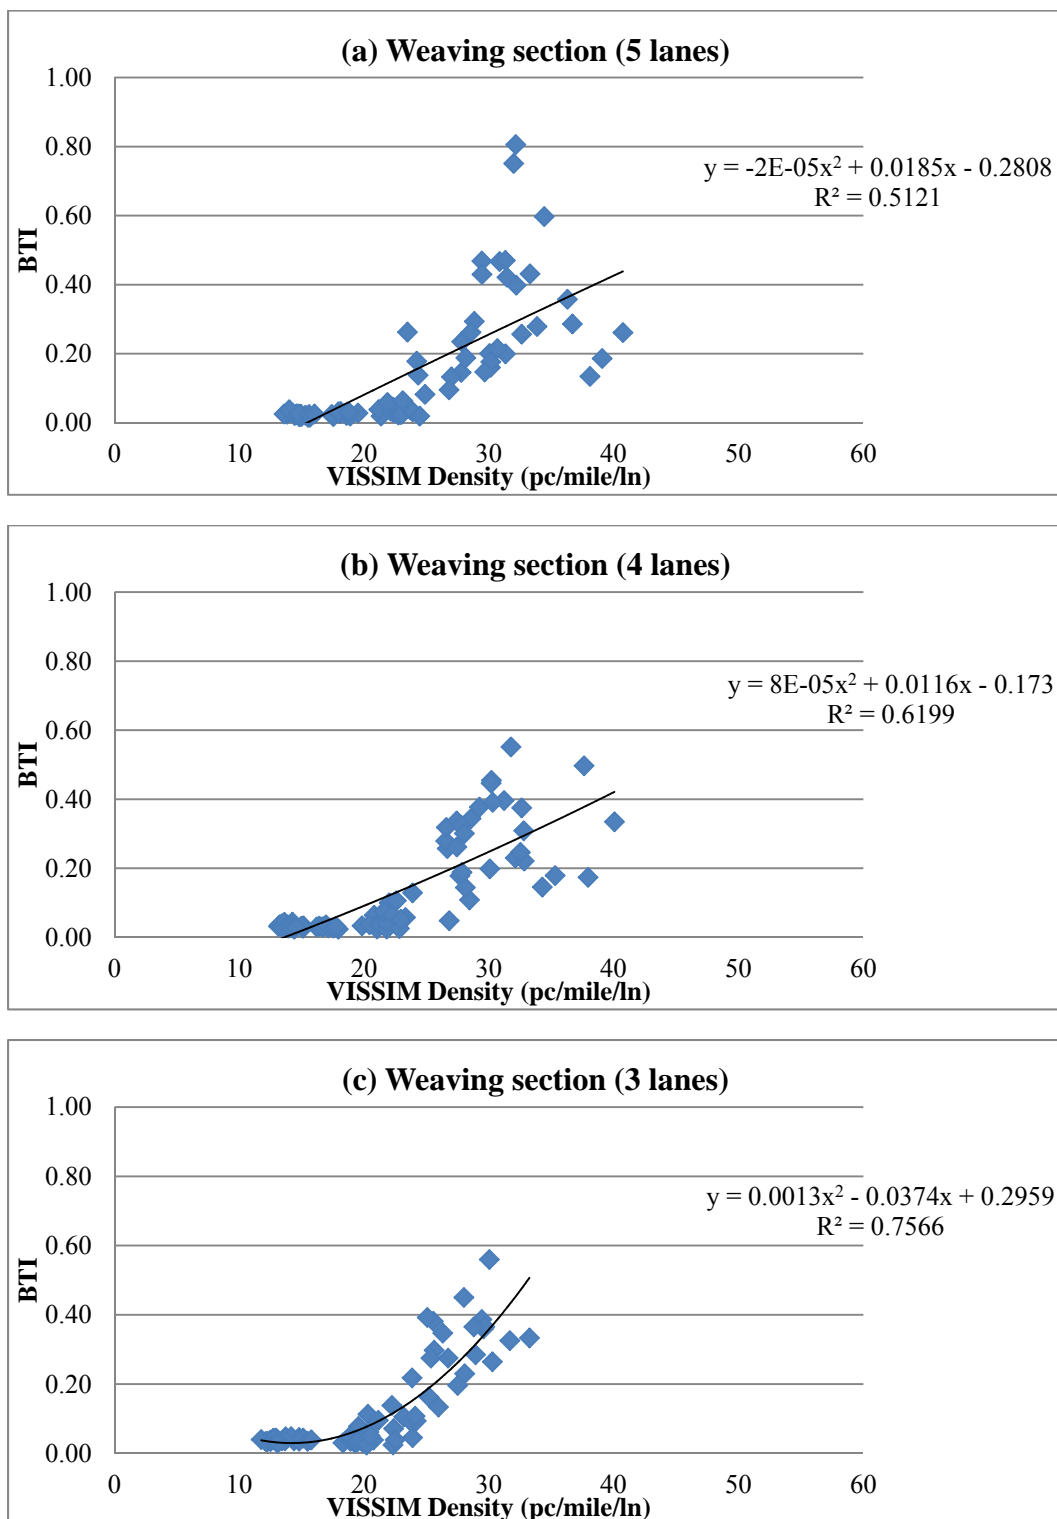 (a) Weaving section (5 lanes)
1.00
0.80
y = -2E-05x² + 0.0185x - 0.2808
R² = 0.5121
0.60
BTI
0.40
0.20
0.00
0 10 20 30 40 50 60
VISSIM Density (pc/mile/ln)
(b) Weaving section (4 lanes)
1.00
0.80
y = 8E-05x² + 0.0116x - 0.173
R² = 0.6199
0.60
BTI
0.40
0.20
0.00
0 10 20 30 40 50 60
VISSIM Density (pc/mile/ln)
(c) Weaving section (3 lanes)
1.00
0.80
y = 0.0013x² - 0.0374x + 0.2959
R² = 0.7566
0.60
BTI
0.40
0.20
0.00
0 10 20 30 40 50 60
VISSIM Density (pc/mile/ln)